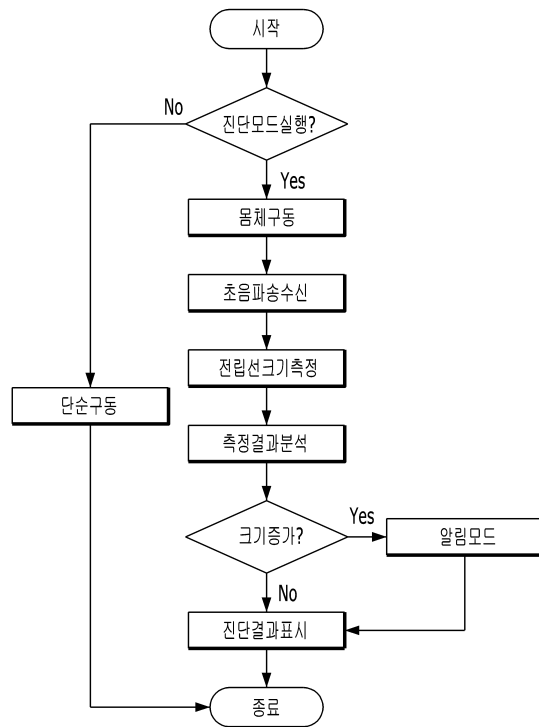 시작
진단모드실행?
No
Yes
몸체구동
초음파송수신
전립선크기측정
단순구동
측정결과분석
크기증가?
Yes
알림모드
No
진단결과표시
종료